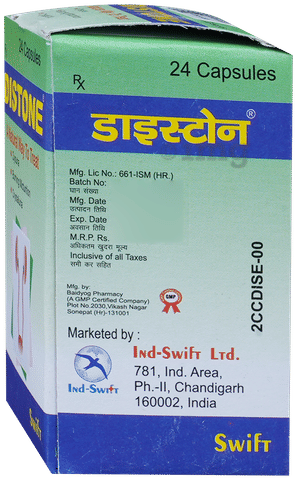 Rx
24 Capsules
डाइस्टोन®
DISTONE
Mfg. Lic No.: 661-ISM (HR.)
Batch No:
घान संख्या
Mfg. Date
उत्पादन तिथि
Exp. Date
अवसान तिथि
M.R.P. Rs.
अधिकतम खुदरा मूल्य
Inclusive of all Taxes
सभी कर सहित
Mfg. by:
Baidyog Pharmacy
(A GMP Certified Company)
Plot No.2030,Vikash Nagar
Sonepat (Hr)-131001
GMP
2CCDISE-00
Marketed by :
Ind-Swift
Ind-Swift Ltd.
781, Ind. Area,
Ph.-II, Chandigarh
160002, India
Swift